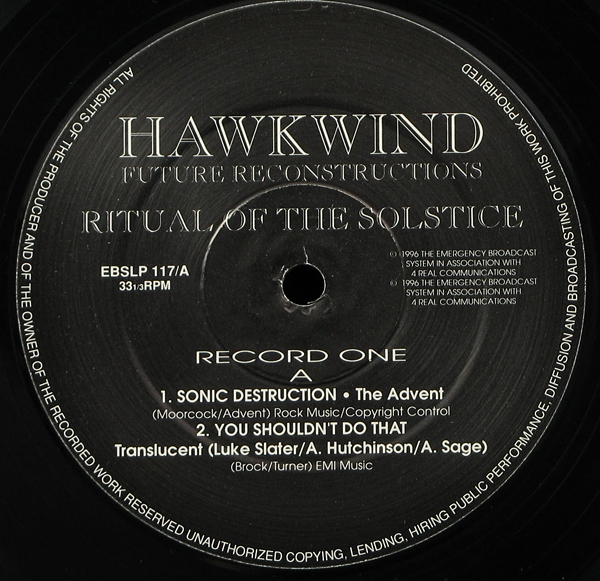 HAWKWIND
FUTURE RECONSTRUCTIONS
RITUAL OF THE SOLSTICE
EBSLP 117/A
33 1/3 RPM
© 1996 THE EMERGENCY BROADCAST
SYSTEM IN ASSOCIATION WITH
4 REAL COMMUNICATIONS
© 1996 THE EMERGENCY BROADCAST
SYSTEM IN ASSOCIATION WITH
4 REAL COMMUNICATIONS
RECORD ONE
A
1. SONIC DESTRUCTION • The Advent
(Moorcock/Advent) Rock Music/Copyright Control
2. YOU SHOULDN'T DO THAT
Translucent (Luke Slater/A. Hutchinson/A. Sage)
(Brock/Turner) EMI Music
ALL RIGHTS OF THE PRODUCER AND OF THE OWNER OF THE RECORDED WORK RESERVED UNAUTHORIZED COPYING, LENDING, HIRING PUBLIC PERFORMANCE, DIFFUSION AND BROADCASTING OF THIS WORK PROHIBITED